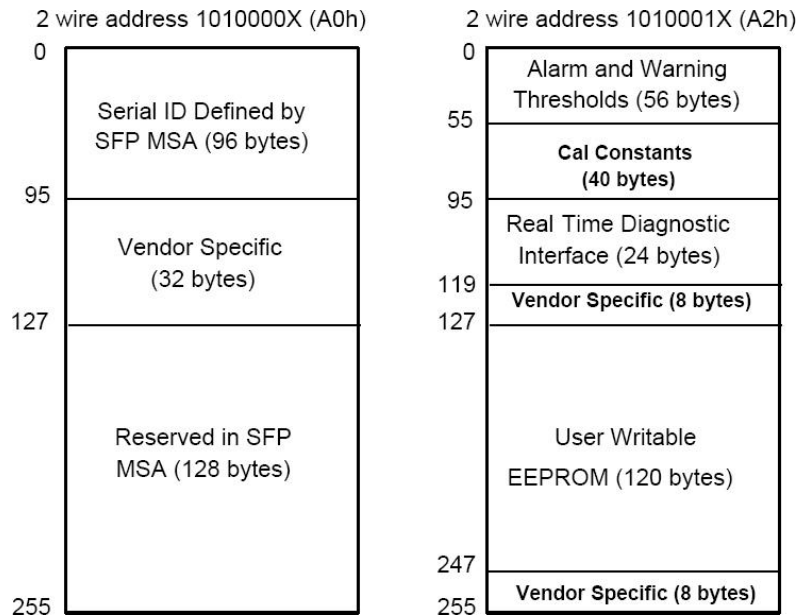 2 wire address 1010000X (A0h)
0
Serial ID Defined by
SFP MSA (96 bytes)
95
Vendor Specific
(32 bytes)
127
Reserved in SFP
MSA (128 bytes)
255
2 wire address 1010001X (A2h)
0
Alarm and Warning
Thresholds (56 bytes)
55
Cal Constants
(40 bytes)
95
Real Time Diagnostic
Interface (24 bytes)
119
Vendor Specific (8 bytes)
127
User Writable
EEPROM (120 bytes)
247
Vendor Specific (8 bytes)
255